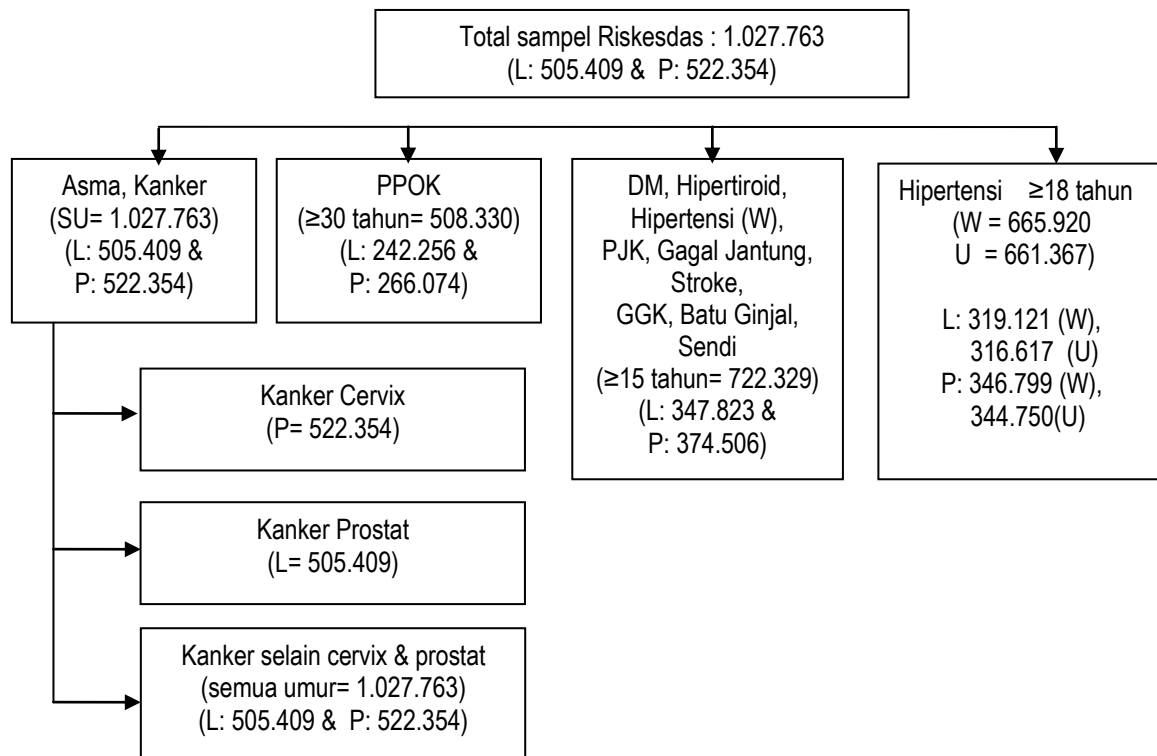 Total sampel Riskesdas : 1.027.763
(L: 505.409 & P: 522.354)
Asma, Kanker
(SU= 1.027.763)
(L: 505.409 &
P: 522.354)
PPOK
(≥30 tahun= 508.330)
(L: 242.256 &
P: 266.074)
DM, Hipertiroid,
Hipertensi (W),
PJK, Gagal Jantung,
Stroke,
GGK, Batu Ginjal,
Sendi
(≥15 tahun= 722.329)
(L: 347.823 &
P: 374.506)
Hipertensi ≥18 tahun
(W = 665.920
U = 661.367)
L: 319.121 (W),
316.617 (U)
P: 346.799 (W),
344.750(U)
Kanker Cervix
(P= 522.354)
Kanker Prostat
(L= 505.409)
Kanker selain cervix & prostat
(semua umur= 1.027.763)
(L: 505.409 & P: 522.354)